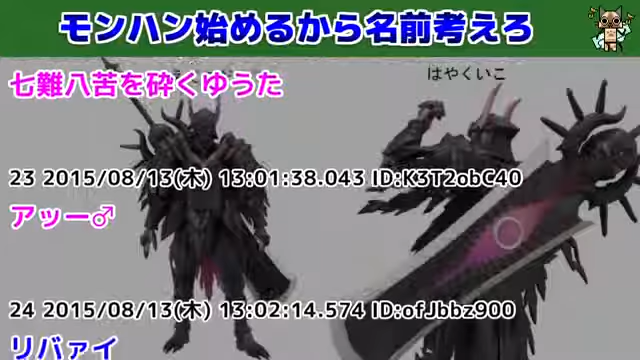 モンハン始めるから名前考えろ
はやくいこ
七難八苦を砕くゆうた
23 2015/08/13(木) 13:01:38.043 ID:K3T2obC40
アッー♂
24 2015/08/13(木) 13:02:14.574 ID:ofJbbz900
リバァイ